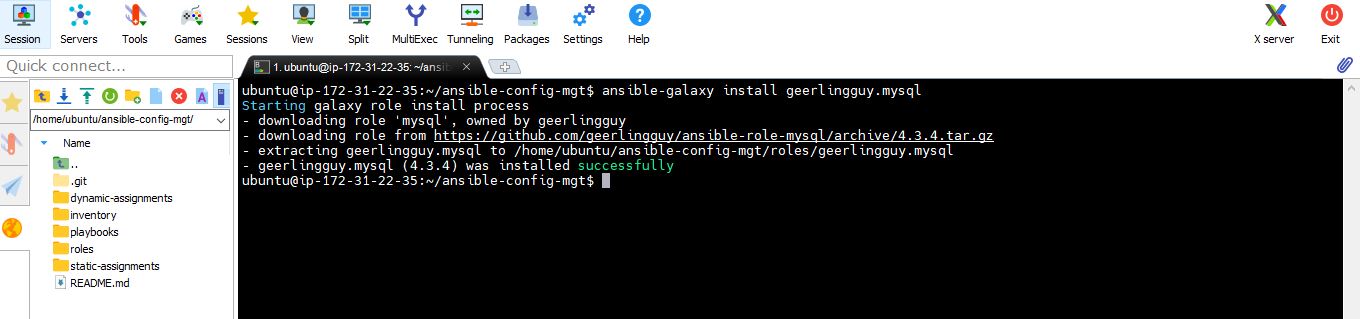 Session Servers Tools Games Sessions View Split MultiExec Tunneling Packages Settings Help X server Exit
Quick connect...
1. ubuntu@ip-172-31-22-35: ~/ansib
/home/ubuntu/ansible-config-mgt/
Name
..
.git
dynamic-assignments
inventory
playbooks
roles
static-assignments
README.md
ubuntu@ip-172-31-22-35:~/ansible-config-mgt$ ansible-galaxy install geerlingguy.mysql
Starting galaxy role install process
- downloading role 'mysql', owned by geerlingguy
- downloading role from https://github.com/geerlingguy/ansible-role-mysql/archive/4.3.4.tar.gz
- extracting geerlingguy.mysql to /home/ubuntu/ansible-config-mgt/roles/geerlingguy.mysql
- geerlingguy.mysql (4.3.4) was installed successfully
ubuntu@ip-172-31-22-35:~/ansible-config-mgt$